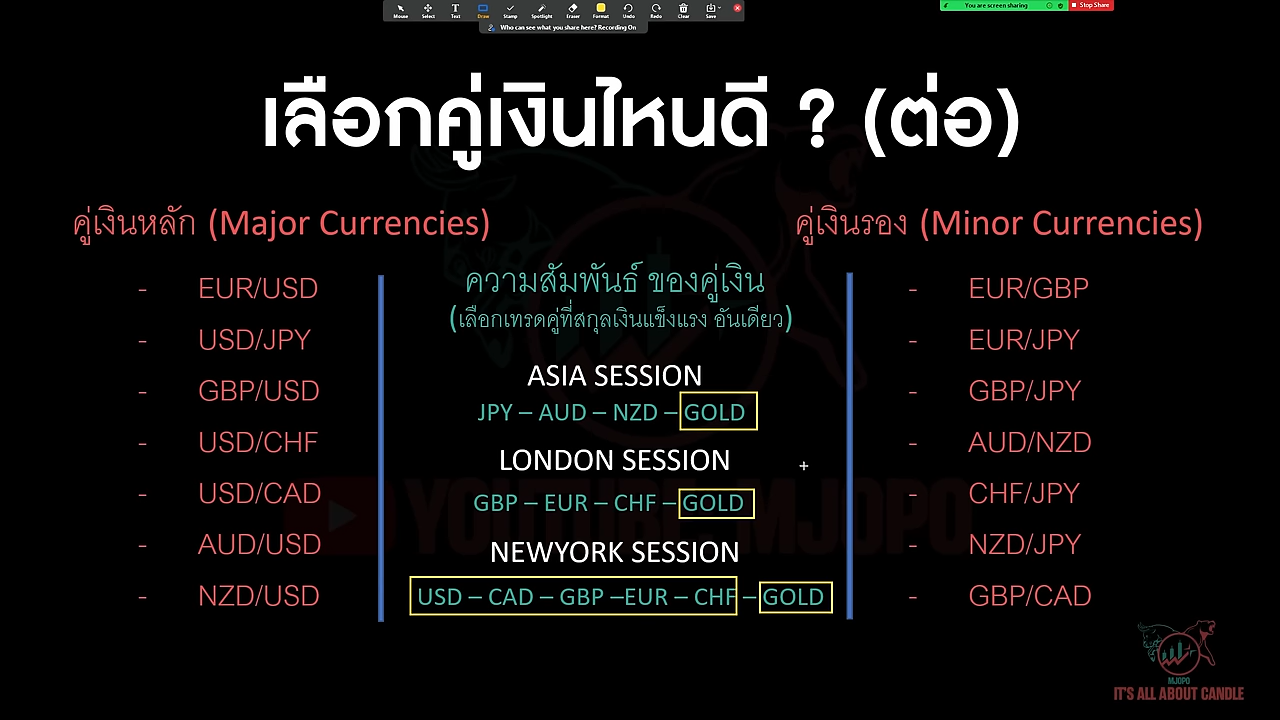 Mouse Select Text Draw Stamp Spotlight Eraser Format Undo Redo Clear Save
Who can see what you share here? Recording On
You are screen sharing Stop Share
เลือกคู่เงินไหนดี ? (ต่อ)
คู่เงินหลัก (Major Currencies)
- EUR/USD
- USD/JPY
- GBP/USD
- USD/CHF
- USD/CAD
- AUD/USD
- NZD/USD
ความสัมพันธ์ ของคู่เงิน
(เลือกเทรดคู่ที่สกุลเงินแข็งแรง อันเดียว)
ASIA SESSION
JPY – AUD – NZD – GOLD
LONDON SESSION
GBP – EUR – CHF – GOLD
NEWYORK SESSION
USD – CAD – GBP –EUR – CHF – GOLD
คู่เงินรอง (Minor Currencies)
- EUR/GBP
- EUR/JPY
- GBP/JPY
- AUD/NZD
- CHF/JPY
- NZD/JPY
- GBP/CAD
YOUTUBE MJOPO
MJOPO
IT'S ALL ABOUT CANDLE